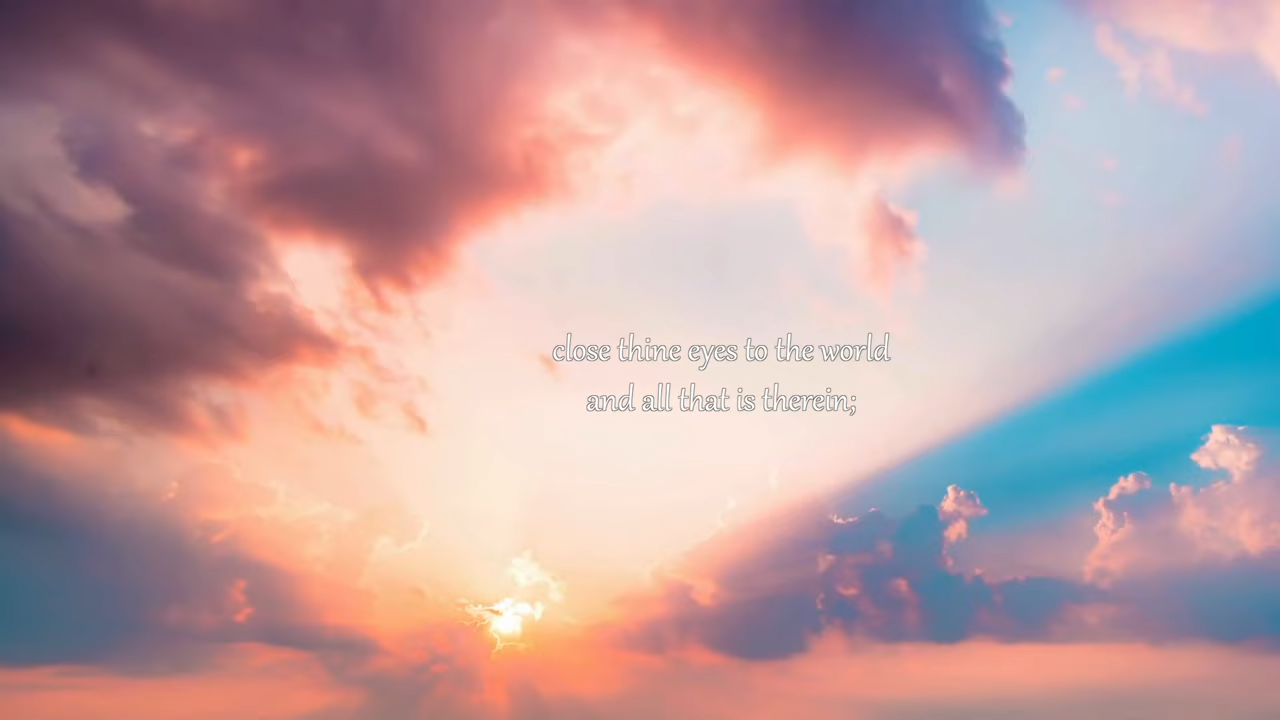 close thine eyes to the world
and all that is therein;